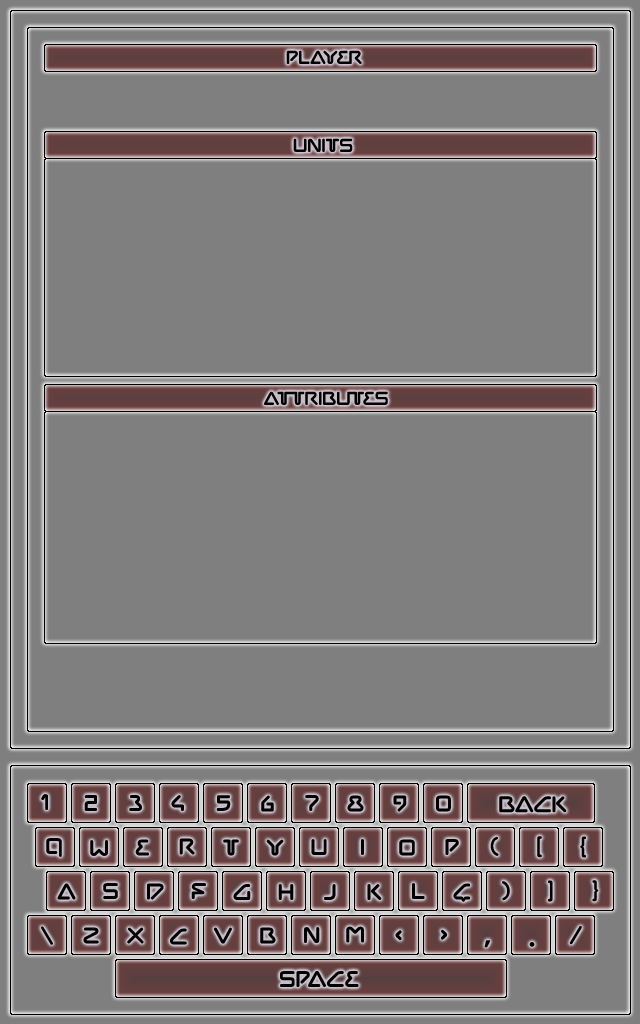 PLAYER
UNITS
ATTRIBUTES
1 2 3 4 5 6 7 8 9 0 BACK
Q W E R T Y U I O P ( [ {
A S D F G H J K L Ç ) ] }
\ Z X C V B N M < > , . /
SPACE